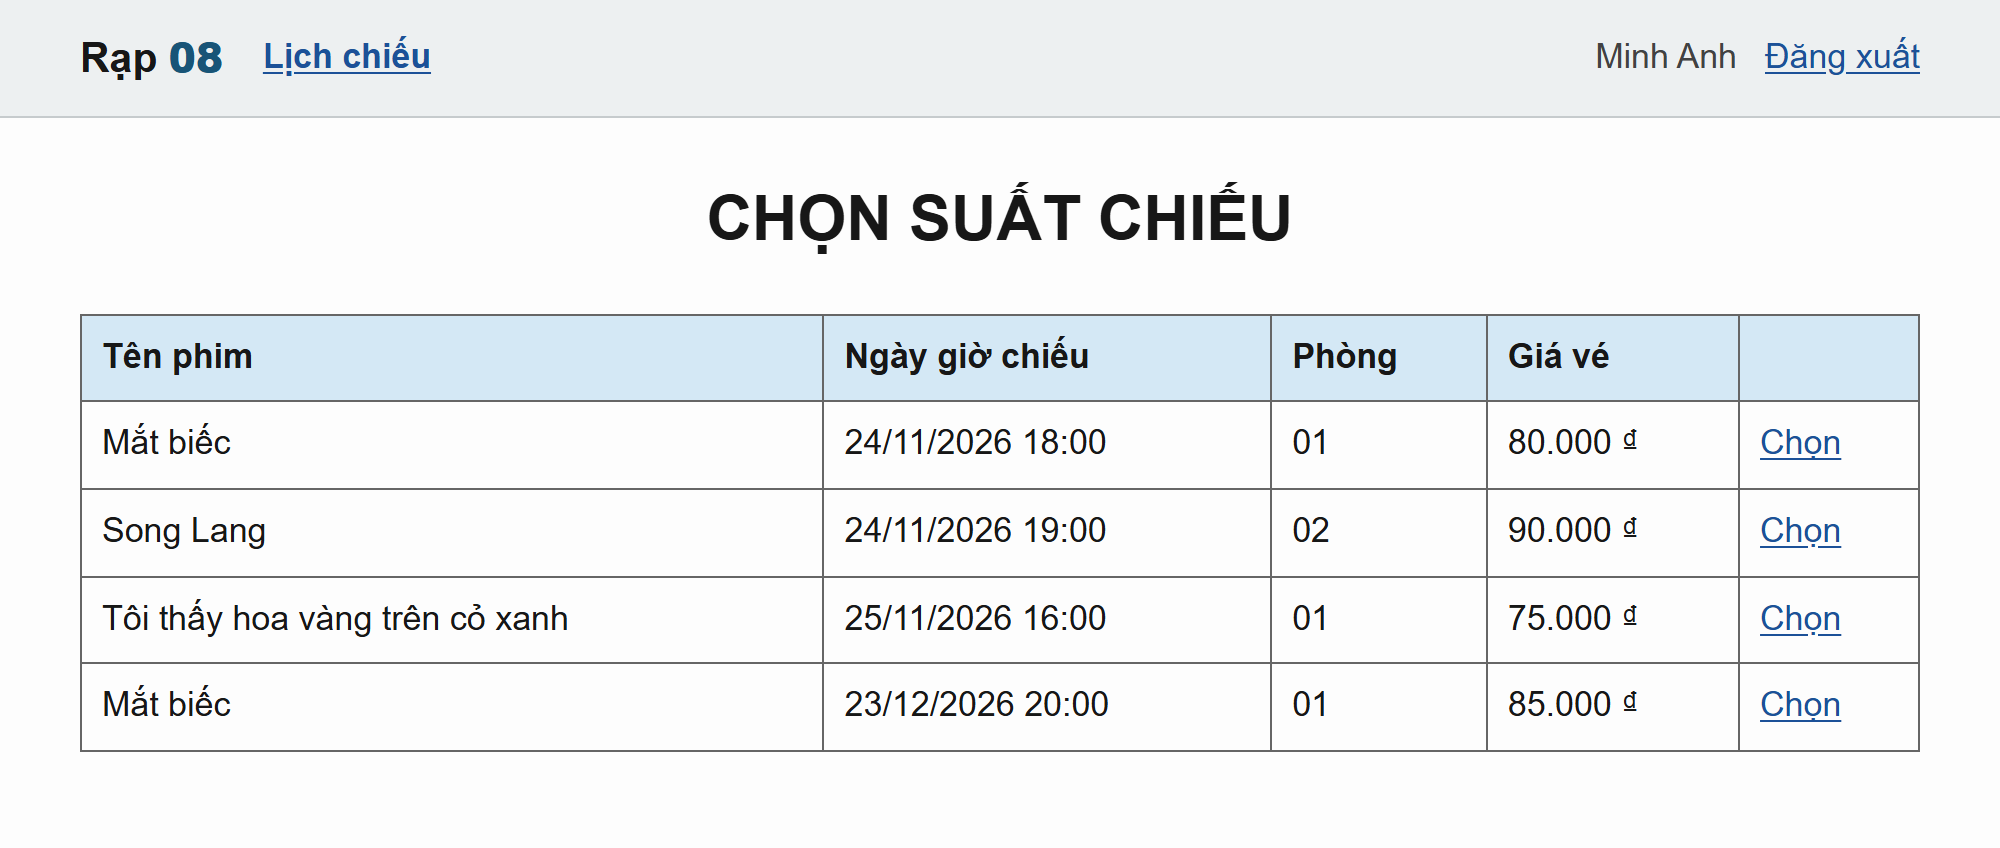 Rạp 08 Lịch chiếu Minh Anh Đăng xuất
CHỌN SUẤT CHIẾU
Tên phim Ngày giờ chiếu Phòng Giá vé
Mắt biếc 24/11/2026 18:00 01 80.000 ₫ Chọn
Song Lang 24/11/2026 19:00 02 90.000 ₫ Chọn
Tôi thấy hoa vàng trên cỏ xanh 25/11/2026 16:00 01 75.000 ₫ Chọn
Mắt biếc 23/12/2026 20:00 01 85.000 ₫ Chọn